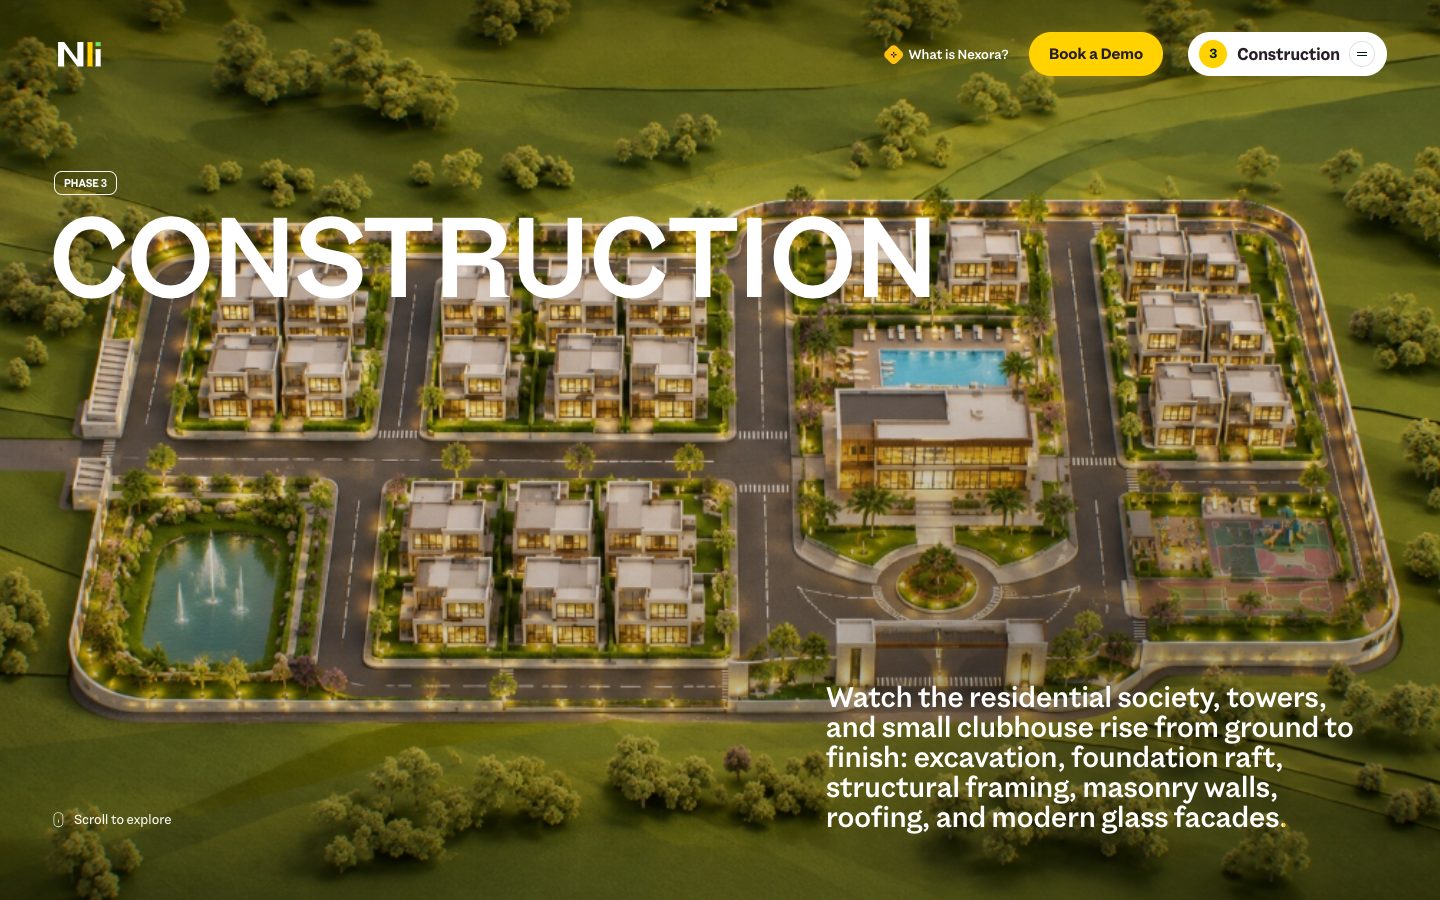 Nli
What is Nexora?
Book a Demo
3
Construction
PHASE 3
CONSTRUCTION
Watch the residential society, towers,
and small clubhouse rise from ground to
finish: excavation, foundation raft,
structural framing, masonry walls,
roofing, and modern glass facades.
Scroll to explore